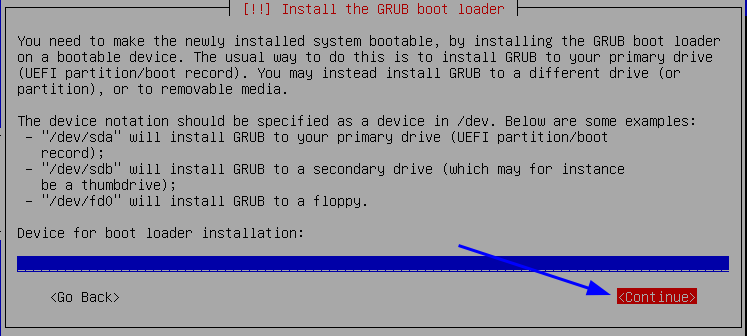 [!!] Install the GRUB boot loader
You need to make the newly installed system bootable, by installing the GRUB boot loader
on a bootable device. The usual way to do this is to install GRUB to your primary drive
(UEFI partition/boot record). You may instead install GRUB to a different drive (or
partition), or to removable media.
The device notation should be specified as a device in /dev. Below are some examples:
- "/dev/sda" will install GRUB to your primary drive (UEFI partition/boot
record);
- "/dev/sdb" will install GRUB to a secondary drive (which may for instance
be a thumbdrive);
- "/dev/fd0" will install GRUB to a floppy.
Device for boot loader installation:
<Go Back> <Continue>